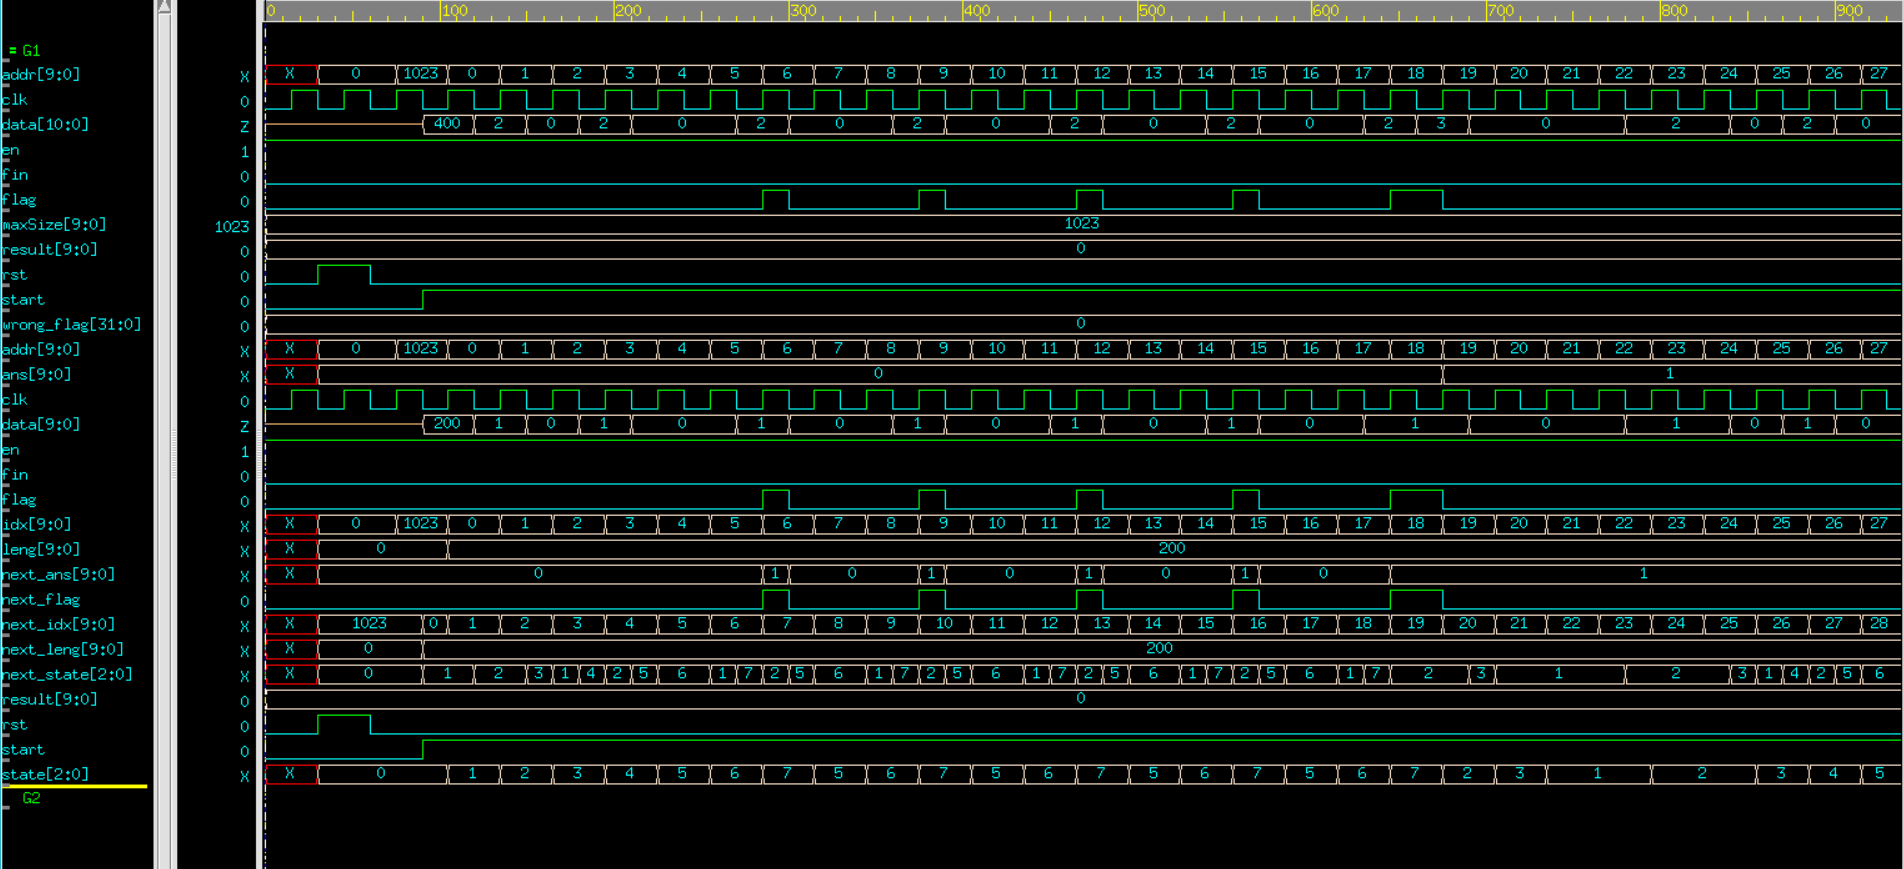 0 100 200 300 400 500 600 700 800 900
= G1
addr[9:0] X X 0 1023 0 1 2 3 4 5 6 7 8 9 10 11 12 13 14 15 16 17 18 19 20 21 22 23 24 25 26 27
clk 0
data[10:0] Z 400 2 0 2 0 2 0 2 0 2 0 2 0 2 3 0 2 0 2 0
en 1
fin 0
flag 0
maxSize[9:0] 1023 1023
result[9:0] 0 0
rst 0
start 0
wrong_flag[31:0] 0 0
addr[9:0] X X 0 1023 0 1 2 3 4 5 6 7 8 9 10 11 12 13 14 15 16 17 18 19 20 21 22 23 24 25 26 27
ans[9:0] X X 0 1
clk 0
data[9:0] Z 200 1 0 1 0 1 0 1 0 1 0 1 0 1 0 1 0 1 0
en 1
fin 0
flag 0
idx[9:0] X X 0 1023 0 1 2 3 4 5 6 7 8 9 10 11 12 13 14 15 16 17 18 19 20 21 22 23 24 25 26 27
leng[9:0] X X 0 200
next_ans[9:0] X X 0 1 0 1 0 1 0 1 0 1
next_flag 0
next_idx[9:0] X X 1023 0 1 2 3 4 5 6 7 8 9 10 11 12 13 14 15 16 17 18 19 20 21 22 23 24 25 26 27 28
next_leng[9:0] X X 0 200
next_state[2:0] X X 0 1 2 3 1 4 2 5 6 1 7 2 5 6 1 7 2 5 6 1 7 2 5 6 1 7 2 5 6 1 7 2 3 1 2 3 1 4 2 5 6
result[9:0] 0 0
rst 0
start 0
state[2:0] X X 0 1 2 3 4 5 6 7 5 6 7 5 6 7 5 6 7 5 6 7 2 3 1 2 3 4 5
G2